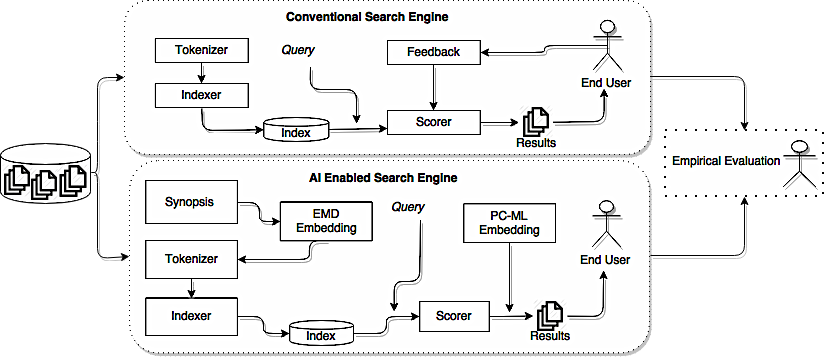 Conventional Search Engine
Tokenizer
Query
Feedback
End User
Indexer
Index
Scorer
Results
Empirical Evaluation
AI Enabled Search Engine
Synopsis
EMD
Embedding
Query
PC-ML
Embedding
End User
Tokenizer
Indexer
Index
Scorer
Results